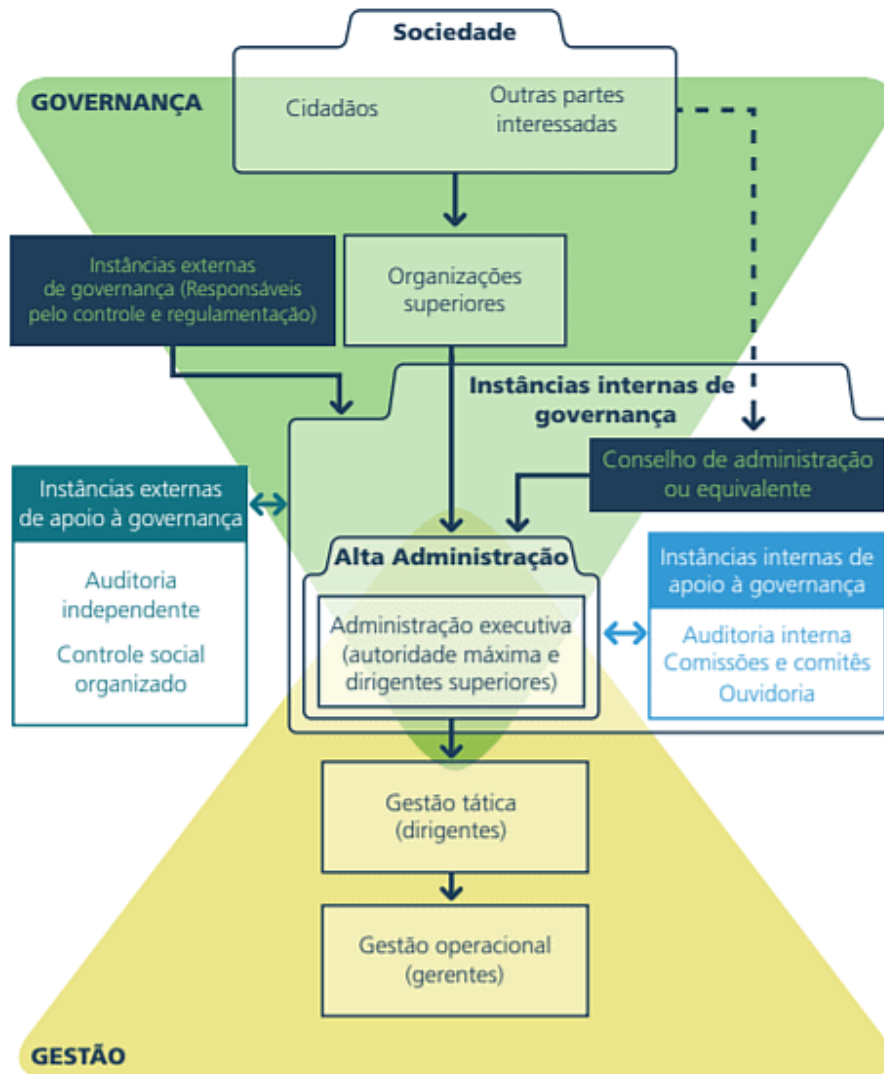 Sociedade
GOVERNANÇA
Cidadãos
Outras partes
interessadas
Instâncias externas
de governança (Responsáveis
pelo controle e regulamentação)
Organizações
superiores
Instâncias internas de
governança
Conselho de administração
ou equivalente
Instâncias externas
de apoio à governança
Auditoria
independente
Controle social
organizado
Alta Administração
Administração executiva
(autoridade máxima e
dirigentes superiores)
Instâncias internas de
apoio à governança
Auditoria interna
Comissões e comitês
Ouvidoria
Gestão tática
(dirigentes)
Gestão operacional
(gerentes)
GESTÃO